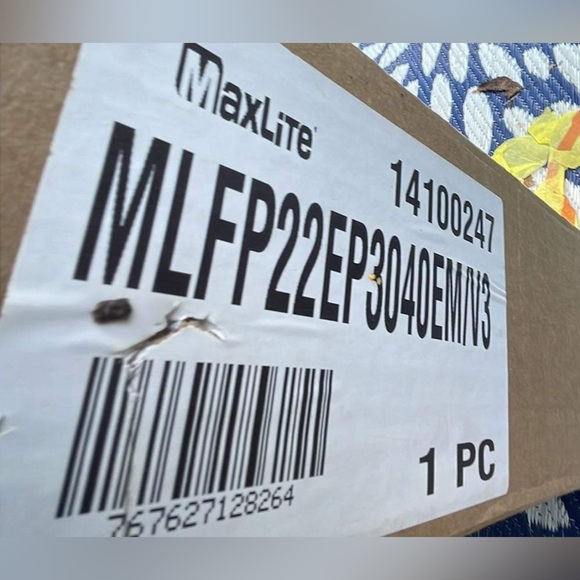 MaxLite
14100247
MLFP22EP3040EM/V3
1 PC
767627128264